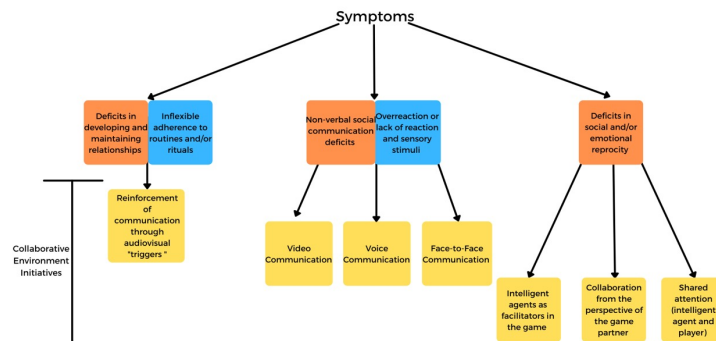 Symptoms
Deficits in
developing and
maintaining
relationships
Inflexible
adherence to
routines and/or
rituals
Non-verbal social
communication
deficits
Overreaction or
lack of reaction
and sensory
stimuli
Deficits in
social and/or
emotional
reprocity
Reinforcement of
communication
through
audiovisual
"triggers "
Collaborative
Environment
Initiatives
Video
Communication
Voice
Communication
Face-to-Face
Communication
Intelligent
agents as
facilitators in
the game
Collaboration
from the
perspective of
the game
partner
Shared
attention
(intelligent
agent and
player)